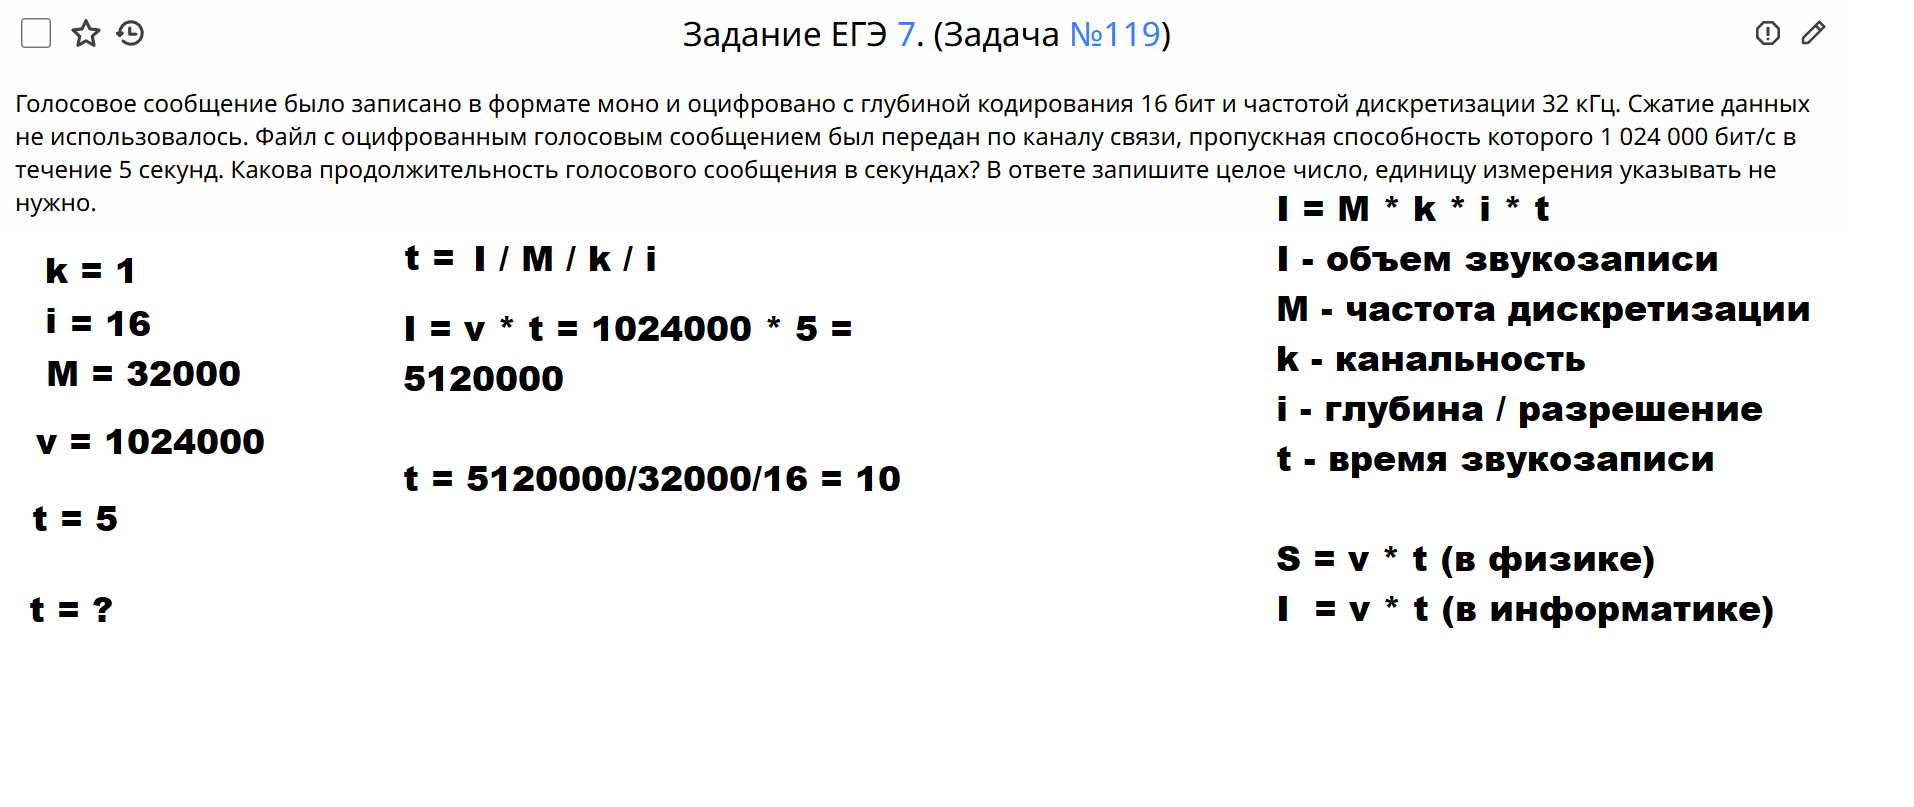 Задание ЕГЭ 7. (Задача №119)
Голосовое сообщение было записано в формате моно и оцифровано с глубиной кодирования 16 бит и частотой дискретизации 32 кГц. Сжатие данных
не использовалось. Файл с оцифрованным голосовым сообщением был передан по каналу связи, пропускная способность которого 1 024 000 бит/с в
течение 5 секунд. Какова продолжительность голосового сообщения в секундах? В ответе запишите целое число, единицу измерения указывать не
нужно.
k = 1
i = 16
M = 32000
v = 1024000
t = 5
t = ?
t = I / M / k / i
I = v * t = 1024000 * 5 =
5120000
t = 5120000/32000/16 = 10
I = M * k * i * t
I - объем звукозаписи
M - частота дискретизации
k - канальность
i - глубина / разрешение
t - время звукозаписи
S = v * t (в физике)
I = v * t (в информатике)